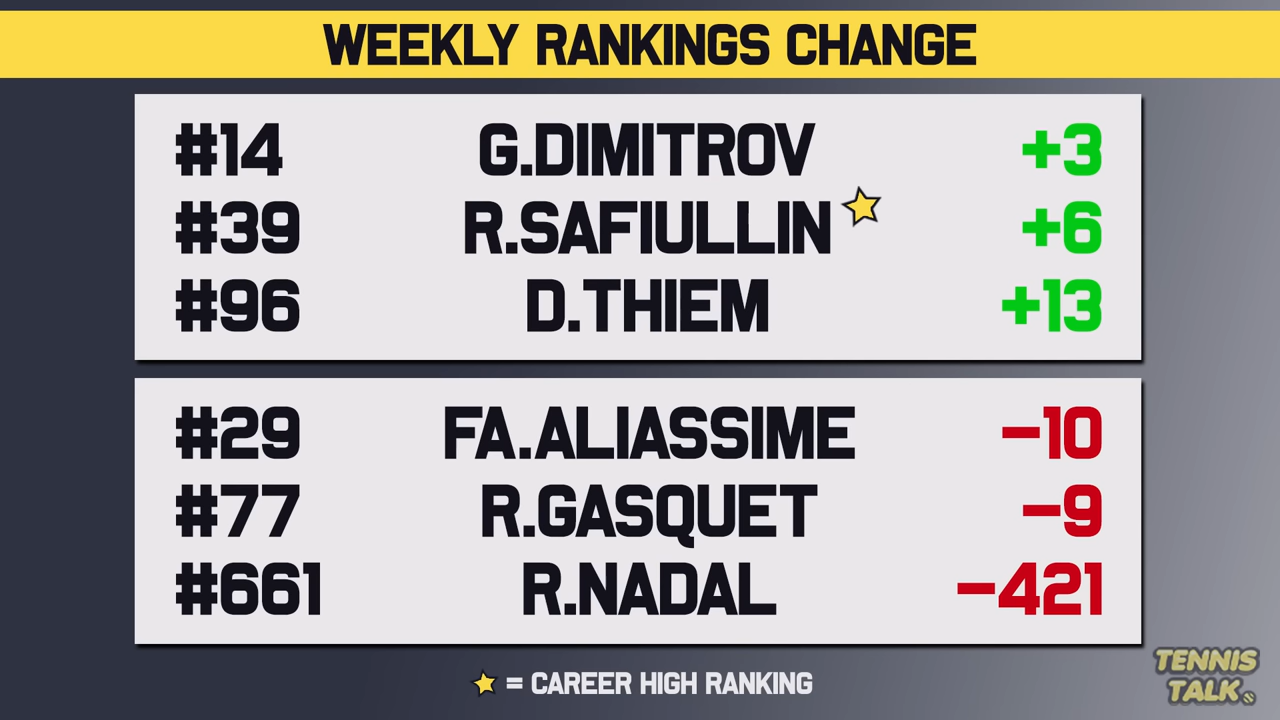 WEEKLY RANKINGS CHANGE
#14 G.DIMITROV +3
#39 R.SAFIULLIN +6
#96 D.THIEM +13
#29 FA.ALIASSIME -10
#77 R.GASQUET -9
#661 R.NADAL -421
= CAREER HIGH RANKING
TENNIS
TALK